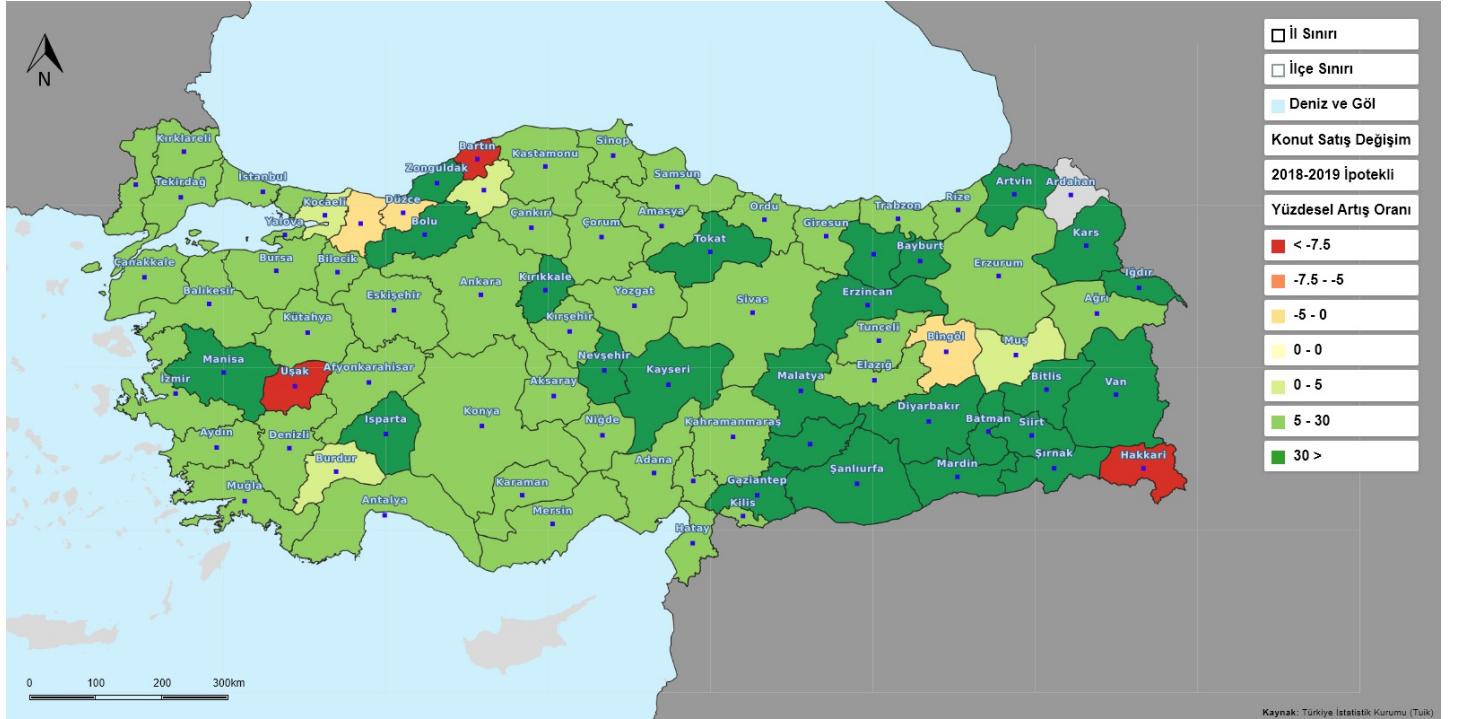 N
İl Sınırı
İlçe Sınırı
Deniz ve Göl
Konut Satış Değişim
2018-2019 İpotekli
Yüzdesel Artış Oranı
< -7.5
-7.5 - -5
-5 - 0
0 - 0
0 - 5
5 - 30
30 >
Kırklareli
Tekirdağ
İstanbul
Kocaeli
Yalova
Düzce
Zonguldak
Bartın
Kastamonu
Sinop
Samsun
Bolu
Çankırı
Çorum
Amasya
Ordu
Tokat
Giresun
Trabzon
Rize
Artvin
Ardahan
Kars
Bayburt
Iğdır
Çanakkale
Bursa
Bilecik
Balıkesir
Eskişehir
Ankara
Kırıkkale
Yozgat
Sivas
Erzincan
Erzurum
Ağrı
Kütahya
Kırşehir
Tunceli
Bingöl
Muş
Manisa
Uşak
Afyonkarahisar
Nevşehir
Kayseri
Aksaray
Malatya
Elazığ
Bitlis
Van
İzmir
Isparta
Konya
Niğde
Kahramanmaraş
Diyarbakır
Batman
Siirt
Aydın
Denizli
Burdur
Adana
Gaziantep
Şanlıurfa
Mardin
Şırnak
Hakkari
Muğla
Antalya
Karaman
Mersin
Kilis
Hatay
0 100 200 300km
Kaynak: Türkiye İstatistik Kurumu (Tuik)